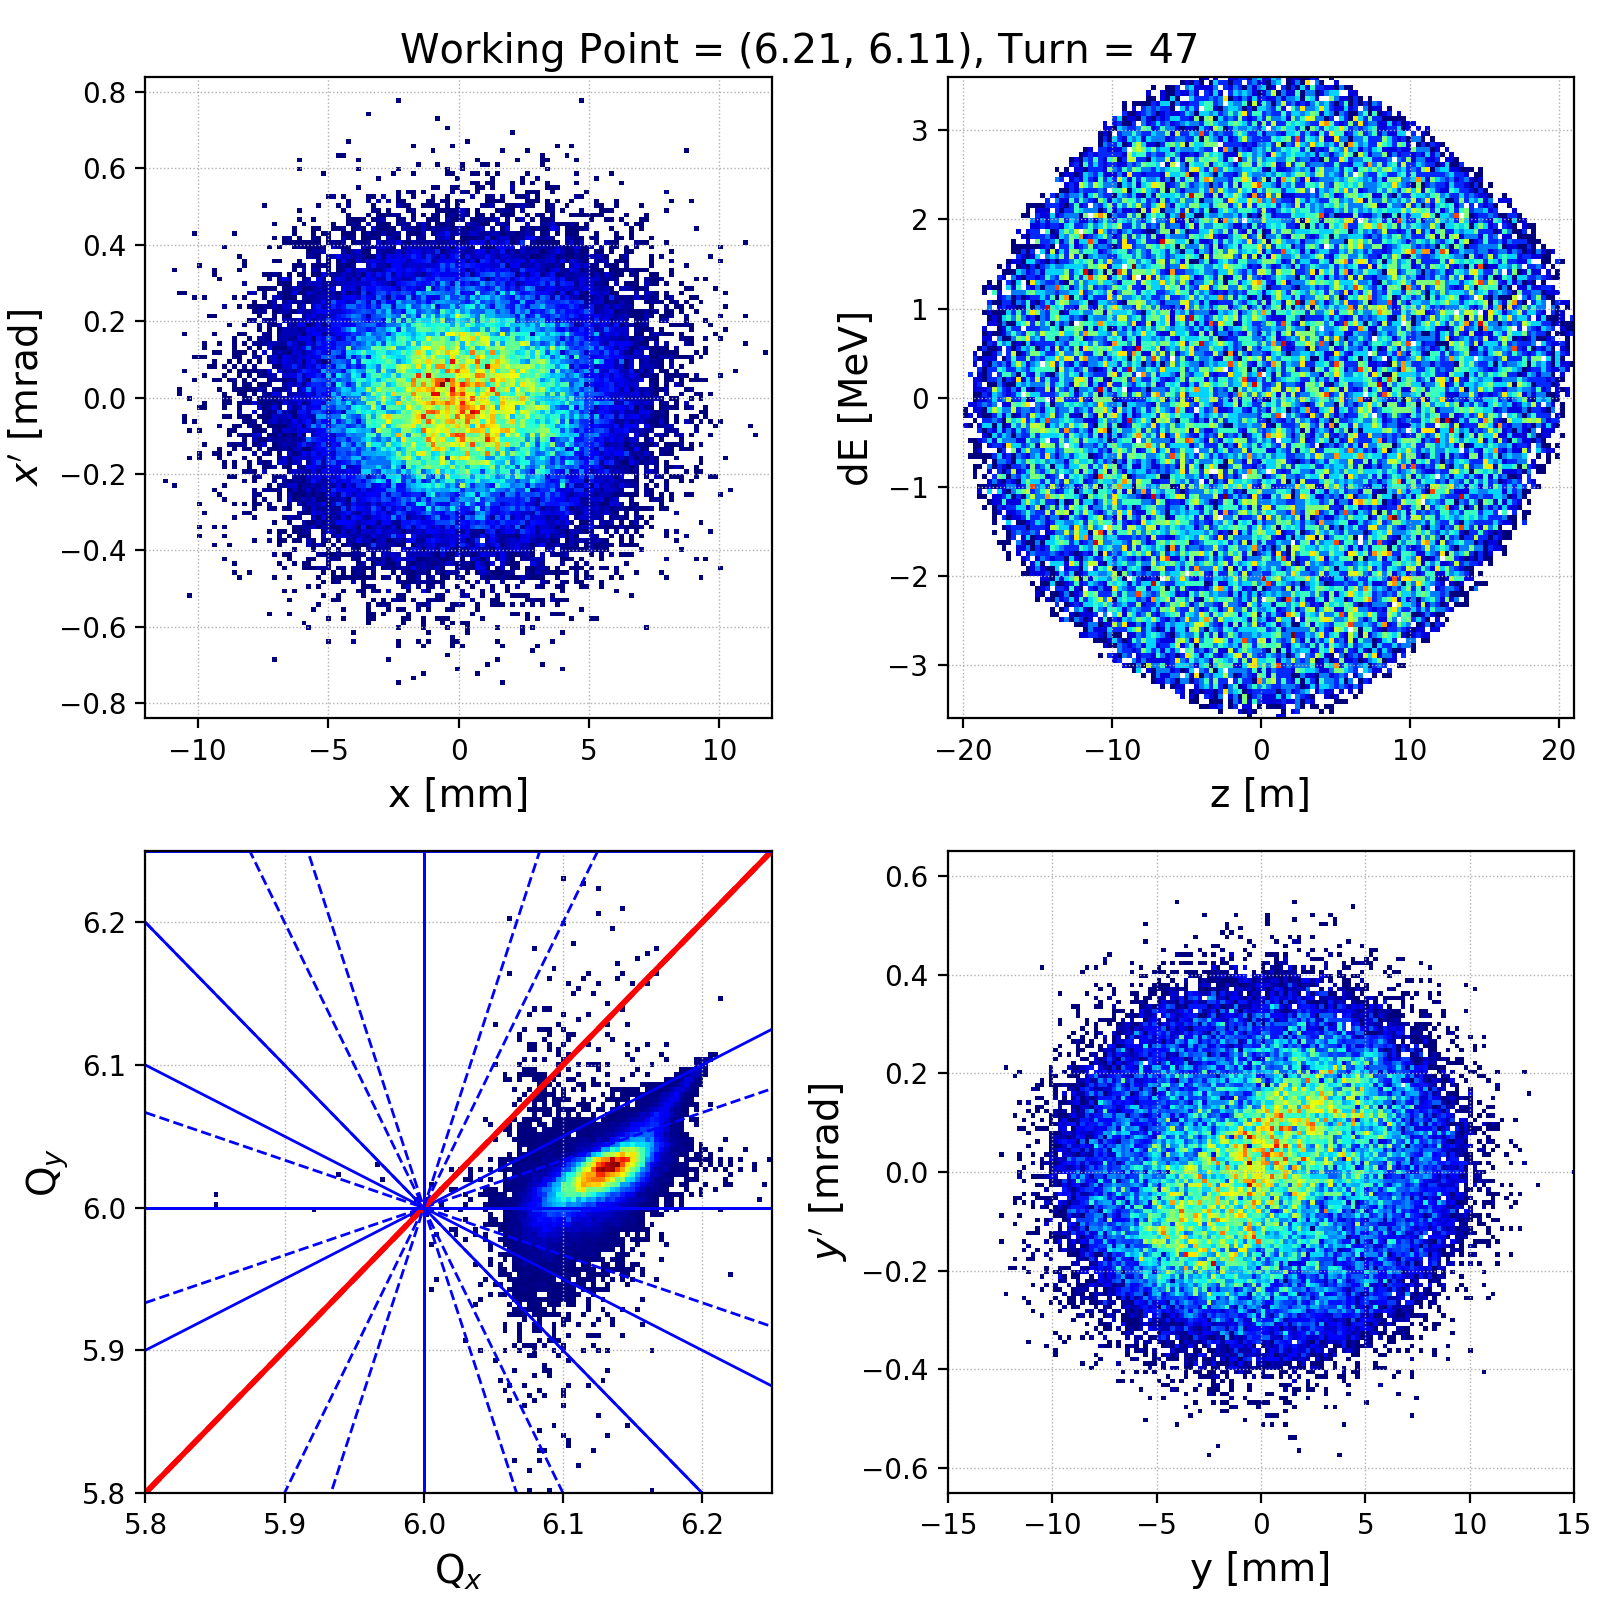 Working Point = (6.21, 6.11), Turn = 47
0.8
0.6
0.4
0.2
0.0
−0.2
−0.4
−0.6
−0.8
x′ [mrad]
−10 −5 0 5 10
x [mm]
3
2
1
0
−1
−2
−3
dE [MeV]
−20 −10 0 10 20
z [m]
6.2
6.1
6.0
5.9
5.8
Qy
5.8 5.9 6.0 6.1 6.2
Qx
0.6
0.4
0.2
0.0
−0.2
−0.4
−0.6
y′ [mrad]
−15 −10 −5 0 5 10 15
y [mm]